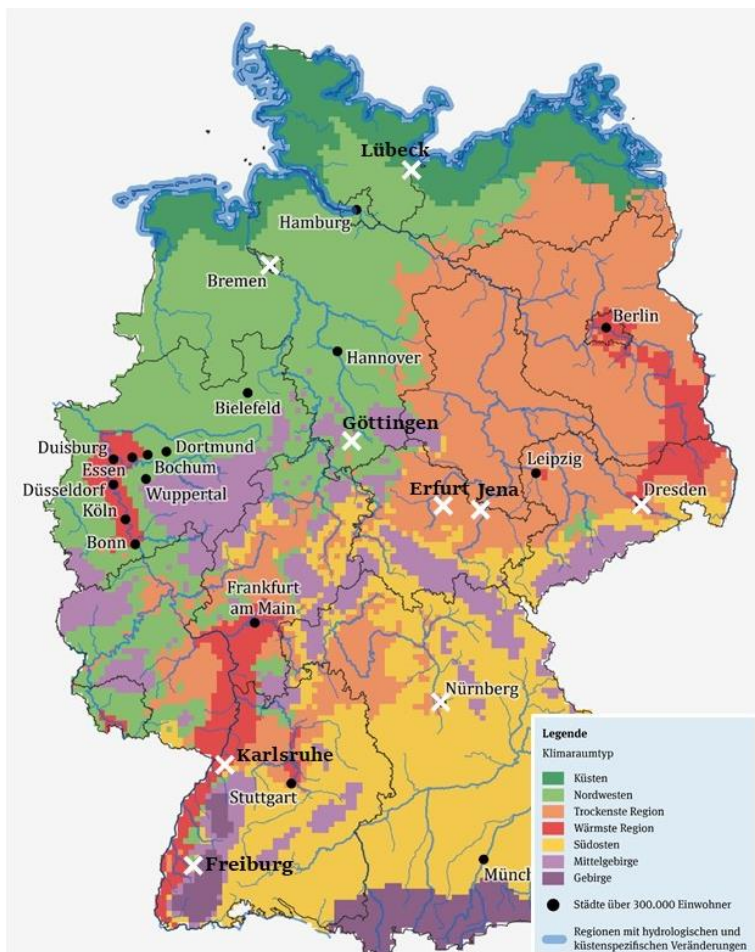 Lübeck
Hamburg
Bremen
Berlin
Hannover
Bielefeld
Göttingen
Duisburg
Dortmund
Essen
Bochum
Düsseldorf
Wuppertal
Köln
Bonn
Leipzig
Erfurt Jena
Dresden
Frankfurt
am Main
Nürnberg
Karlsruhe
Stuttgart
Freiburg
Münch
Legende
Klimaraumtyp
Küsten
Nordwesten
Trockenste Region
Wärmste Region
Südosten
Mittelgebirge
Gebirge
Städte über 300.000 Einwohner
Regionen mit hydrologischen und
küstenspezifischen Veränderungen